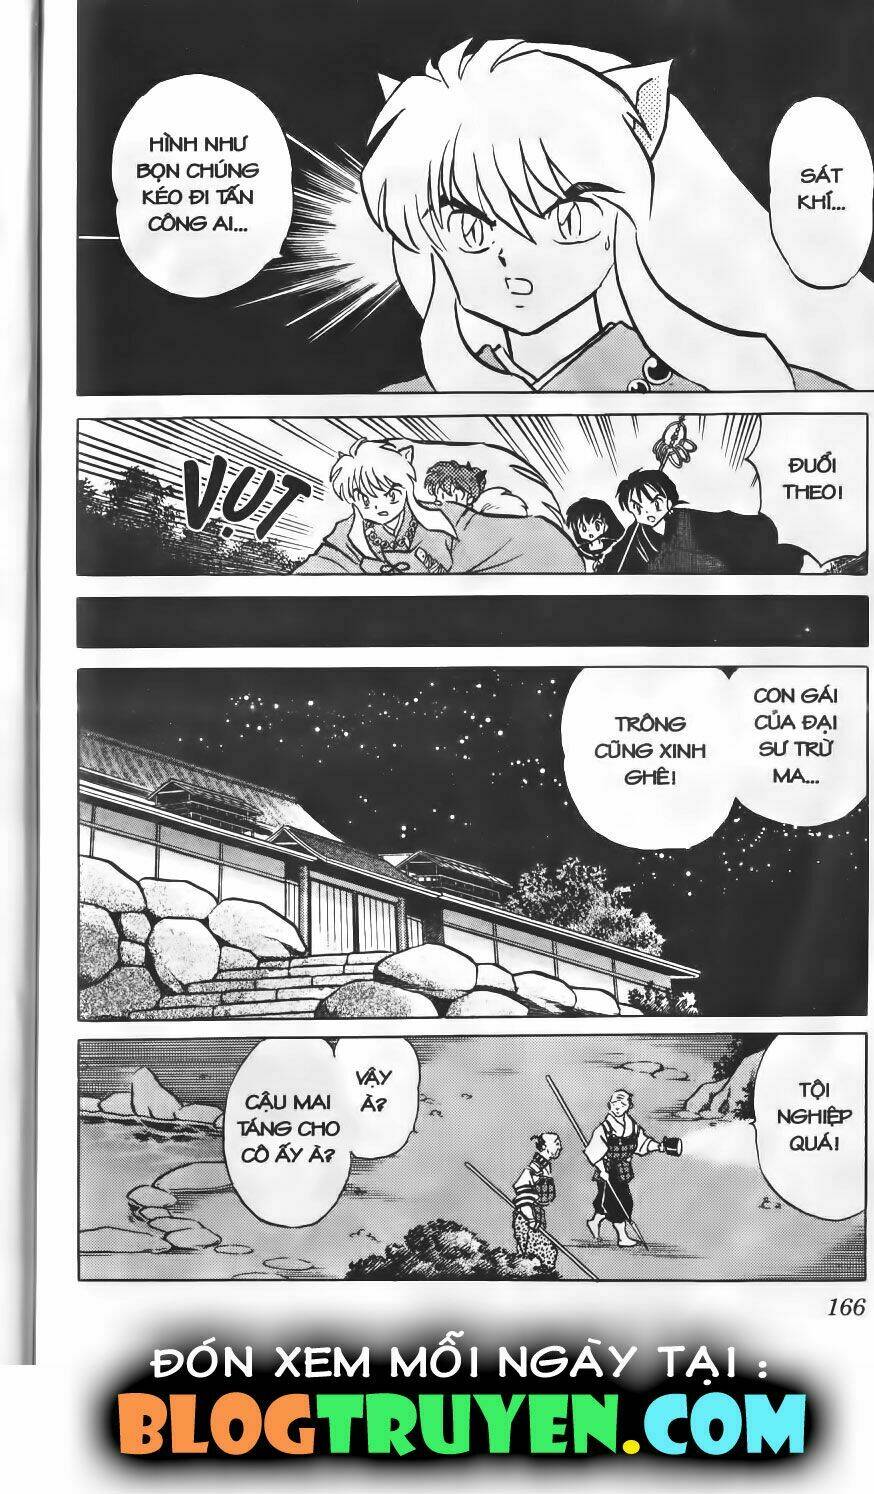 SÁT
KHÍ...
HÌNH NHƯ
BỌN CHÚNG
KÉO ĐI TẤN
CÔNG AI...
ĐUỔI
THEO!
VỤT
CON GÁI
CỦA ĐẠI
SƯ TRỪ
MA...
TRÔNG
CŨNG XINH
GHÊ!
TỘI
NGHIỆP
QUÁ!
VẬY
À?
CẬU MAI
TÁNG CHO
CÔ ẤY À?
166
ĐÓN XEM MỖI NGÀY TẠI :
BLOGTRUYEN.COM